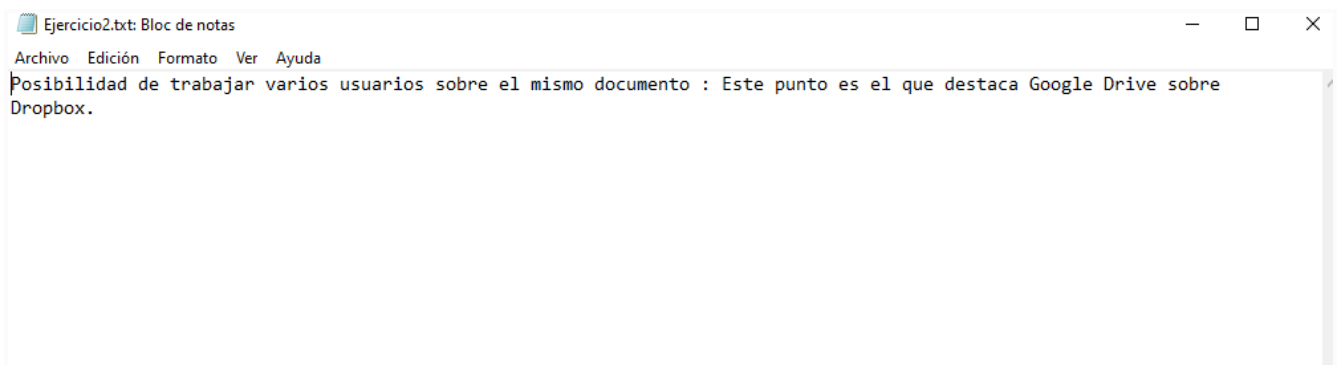 Ejercicio2.txt: Bloc de notas
Archivo Edición Formato Ver Ayuda
Posibilidad de trabajar varios usuarios sobre el mismo documento : Este punto es el que destaca Google Drive sobre
Dropbox.